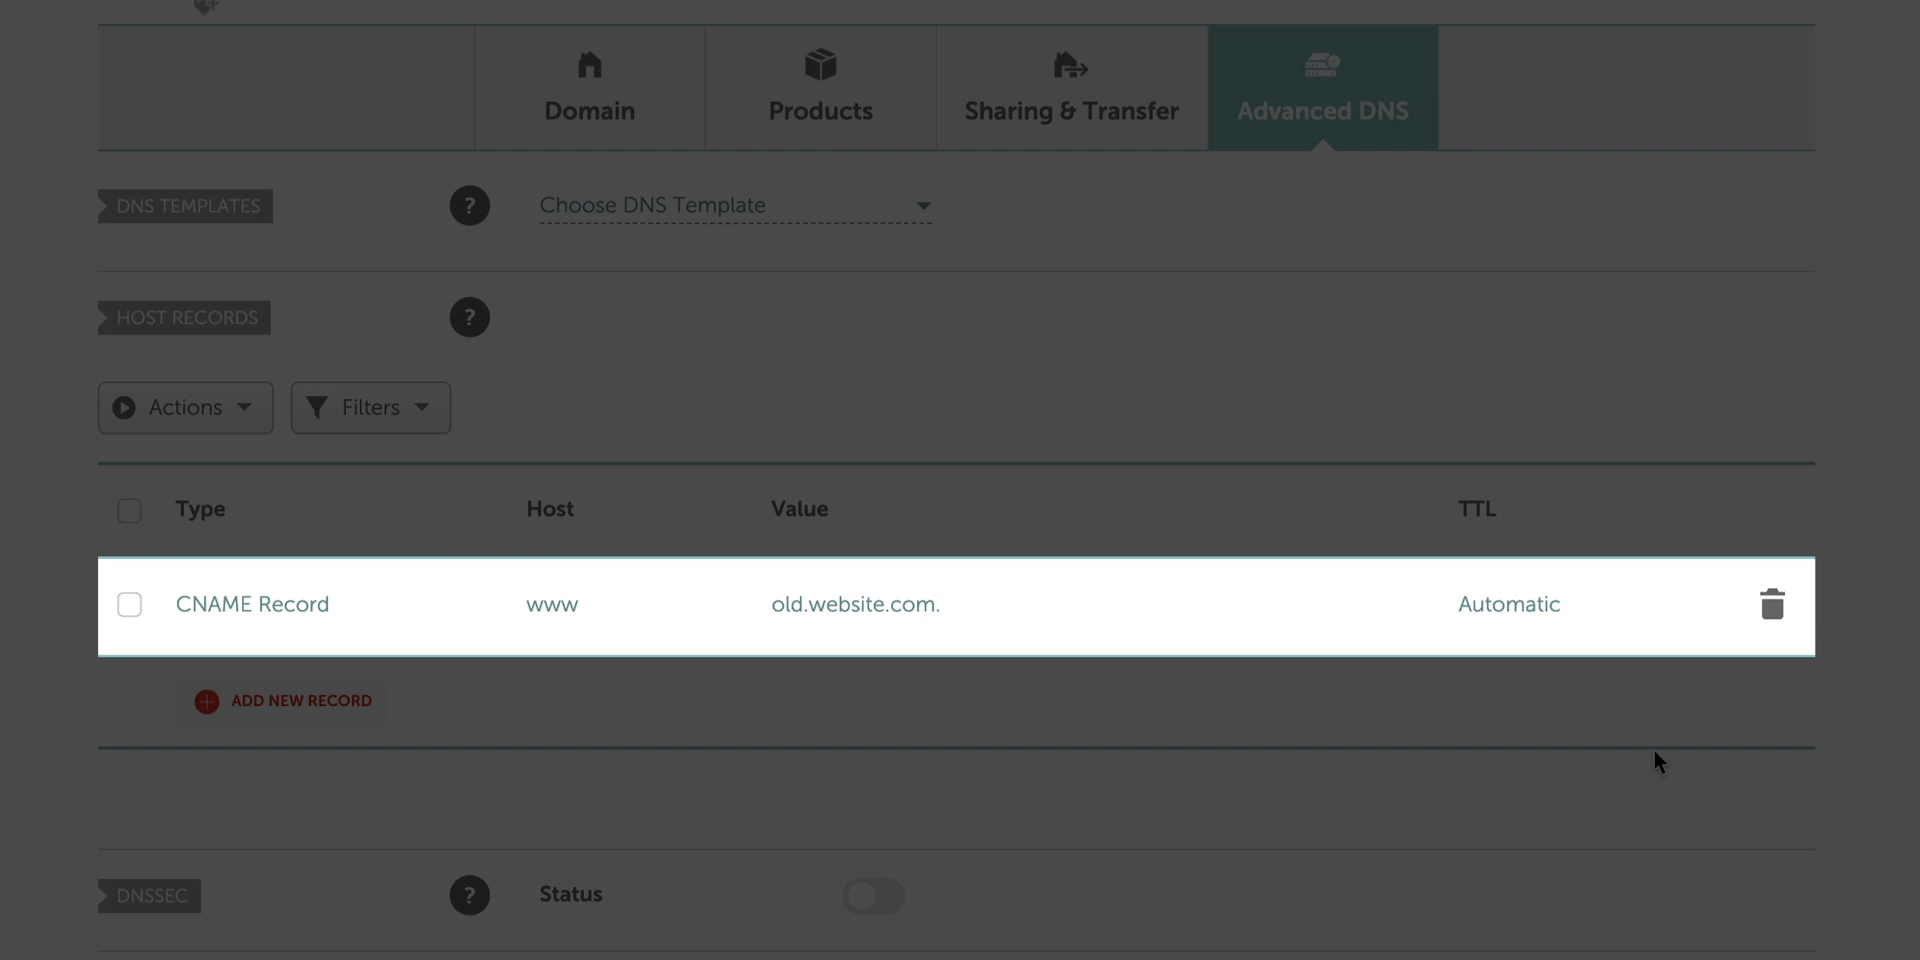 Domain
Products
Sharing & Transfer
Advanced DNS
DNS TEMPLATES
?
Choose DNS Template
HOST RECORDS
?
Actions
Filters
Type Host Value TTL
CNAME Record www old.website.com. Automatic
ADD NEW RECORD
DNSSEC
?
Status